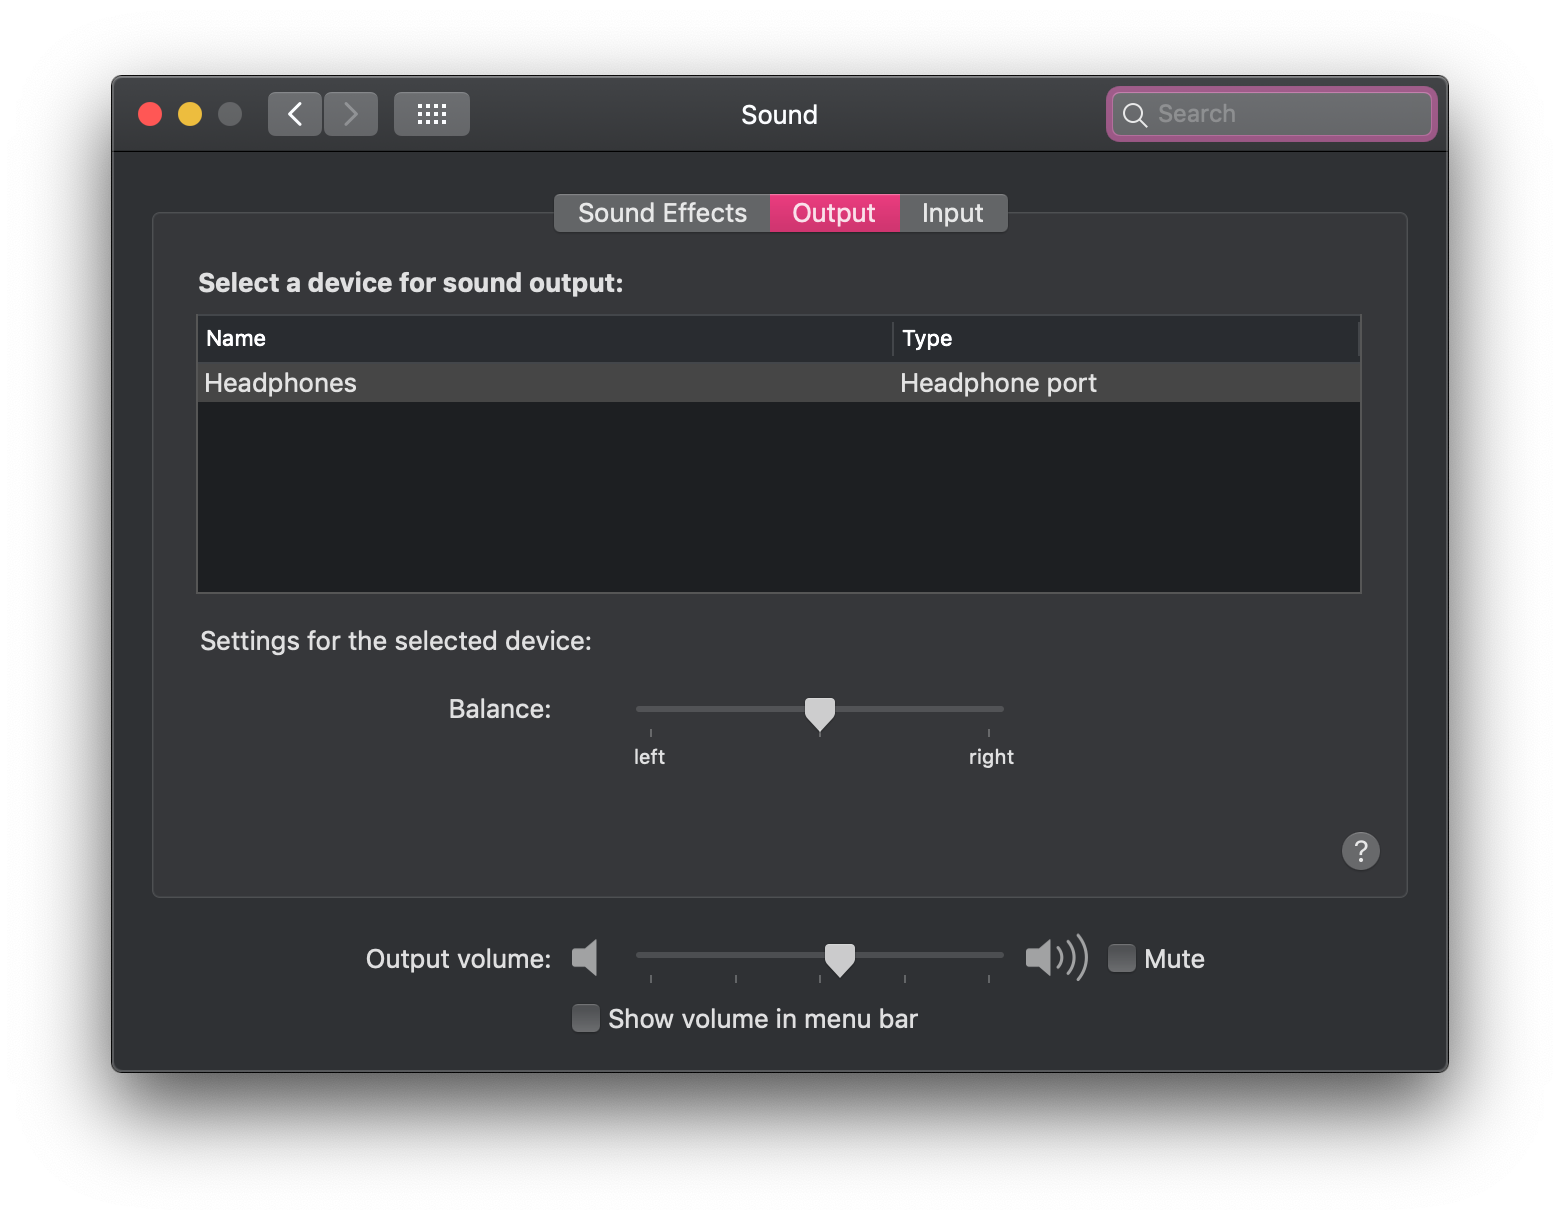 Sound
Search
Sound Effects Output Input
Select a device for sound output:
Name Type
Headphones Headphone port
Settings for the selected device:
Balance:
left right
?
Output volume: Mute
Show volume in menu bar